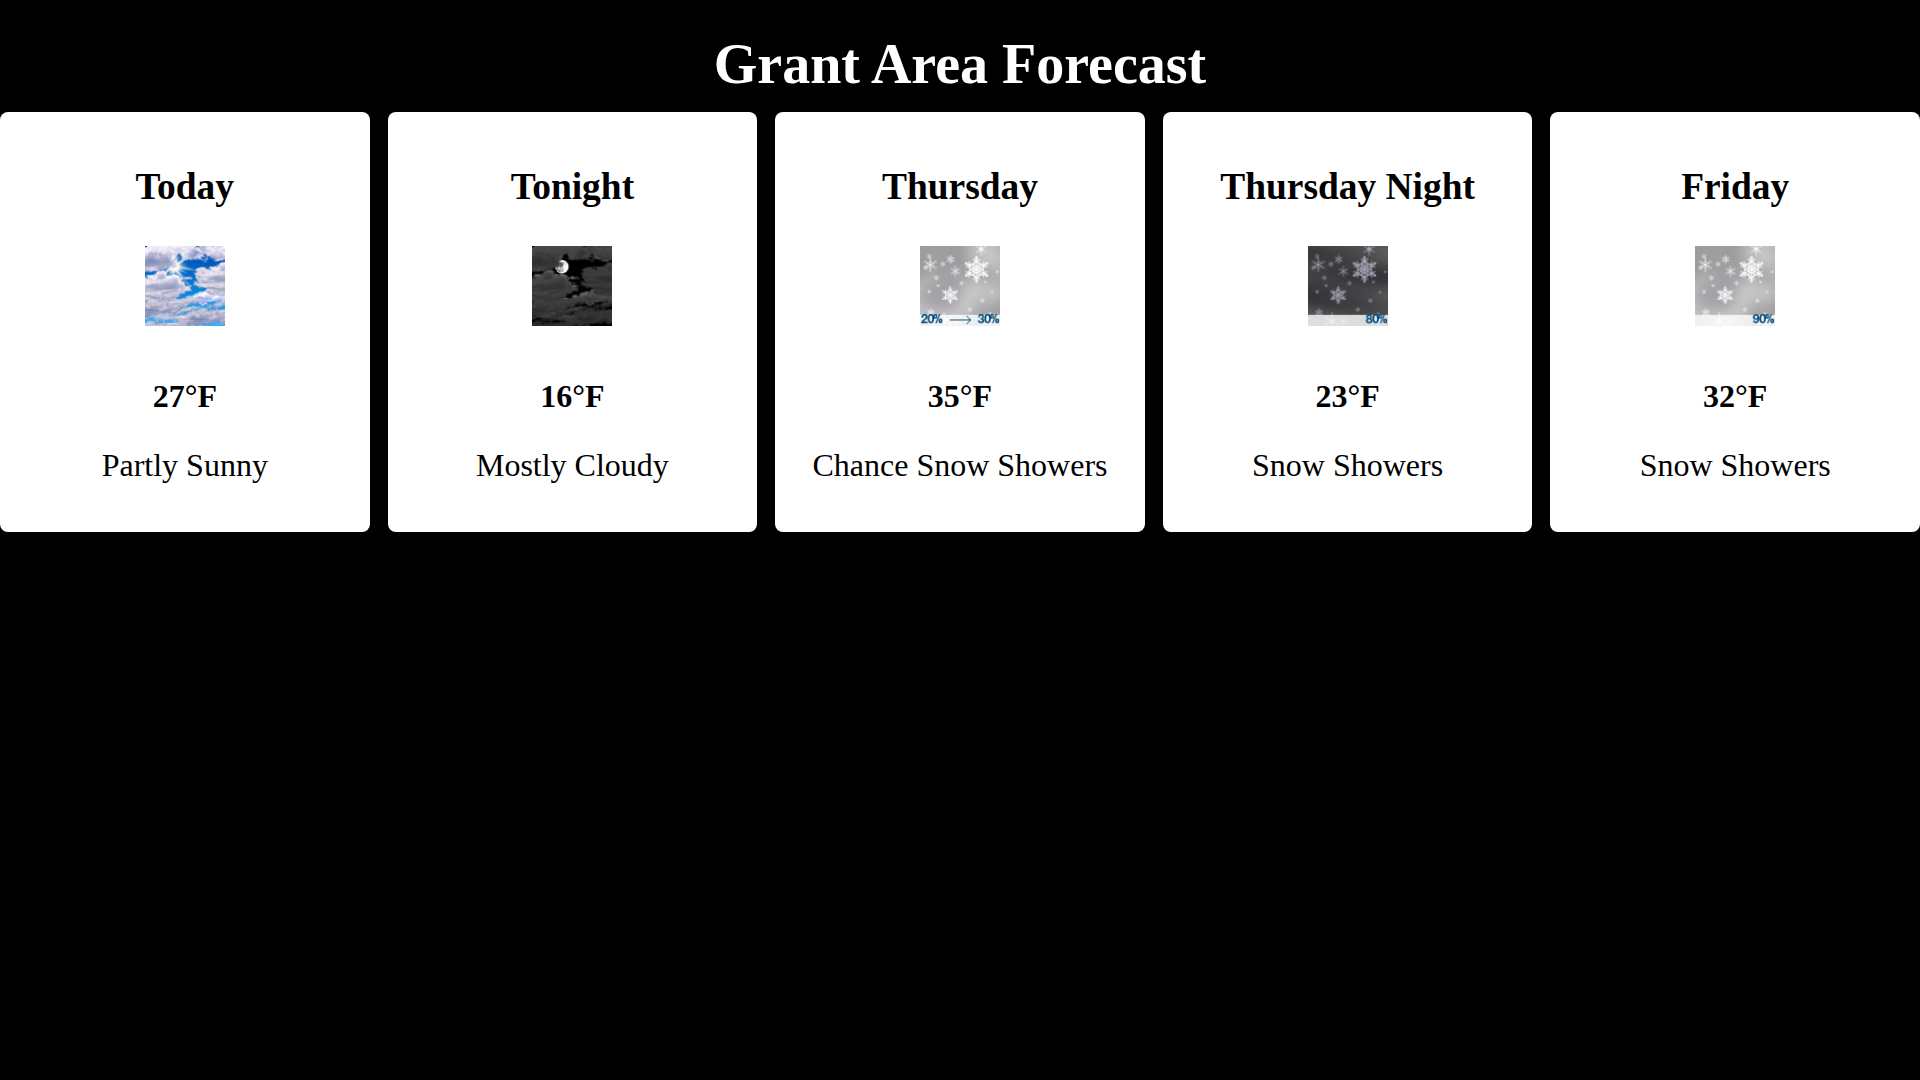 Grant Area Forecast
Today
27°F
Partly Sunny
Tonight
16°F
Mostly Cloudy
Thursday
20% → 30%
35°F
Chance Snow Showers
Thursday Night
80%
23°F
Snow Showers
Friday
90%
32°F
Snow Showers